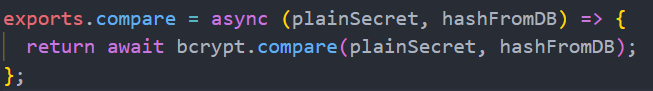 exports.compare = async (plainSecret, hashFromDB) => {
  return await bcrypt.compare(plainSecret, hashFromDB);
};